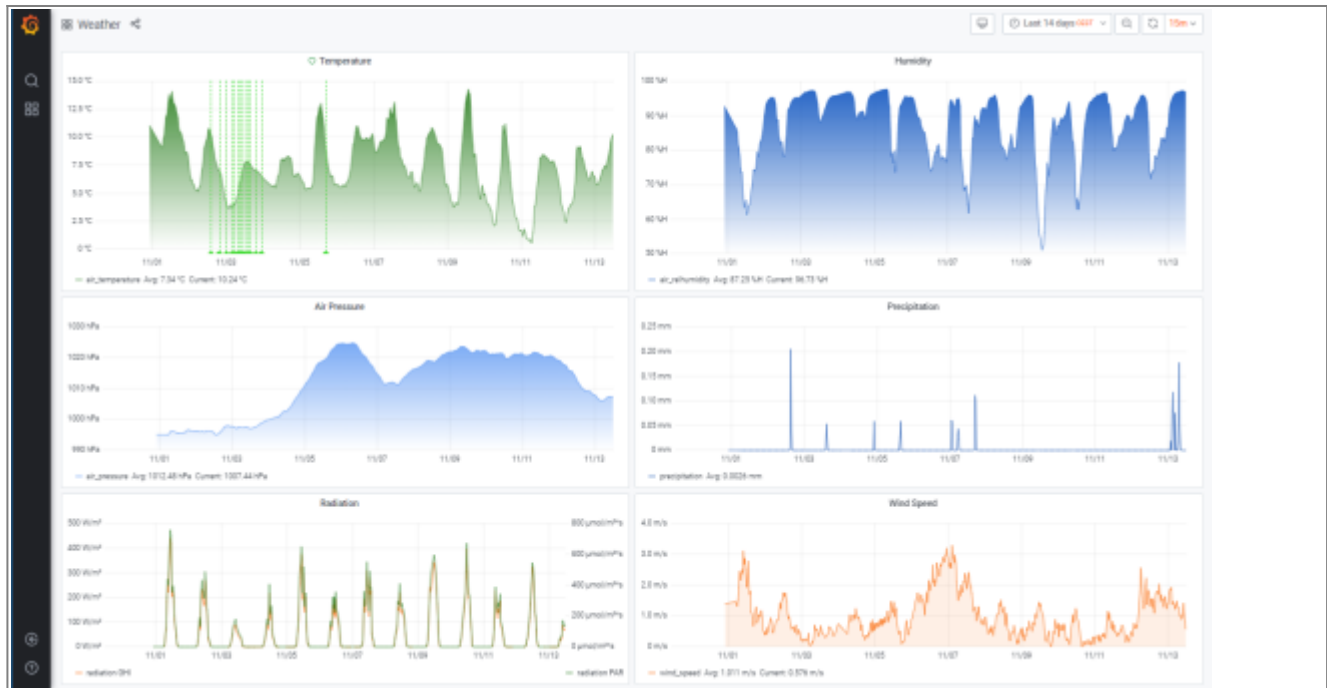 Weather
Last 14 days CEST
15m
Temperature
15.0 °C
12.5 °C
10.0 °C
7.5 °C
5.0 °C
2.5 °C
0 °C
11/01 11/03 11/05 11/07 11/09 11/11 11/13
air_temperature Avg: 7.34 °C Current: 10.24 °C
Humidity
100 %H
90 %H
80 %H
70 %H
60 %H
50 %H
11/01 11/03 11/05 11/07 11/09 11/11 11/13
air_relhumidity Avg: 87.25 %H Current: 96.73 %H
Air Pressure
1030 hPa
1020 hPa
1010 hPa
1000 hPa
990 hPa
11/01 11/03 11/05 11/07 11/09 11/11 11/13
air_pressure Avg: 1012.48 hPa Current: 1007.44 hPa
Precipitation
0.25 mm
0.20 mm
0.15 mm
0.10 mm
0.05 mm
0 mm
11/01 11/03 11/05 11/07 11/09 11/11 11/13
precipitation Avg: 0.0026 mm
Radiation
500 W/m²
400 W/m²
300 W/m²
200 W/m²
100 W/m²
0 W/m²
800 μmol/m²s
600 μmol/m²s
400 μmol/m²s
200 μmol/m²s
0 μmol/m²s
11/01 11/03 11/05 11/07 11/09 11/11 11/13
radiation GHI
radiation PAR
Wind Speed
4.0 m/s
3.0 m/s
2.0 m/s
1.0 m/s
0 m/s
11/01 11/03 11/05 11/07 11/09 11/11 11/13
wind_speed Avg: 1.011 m/s Current: 0.576 m/s